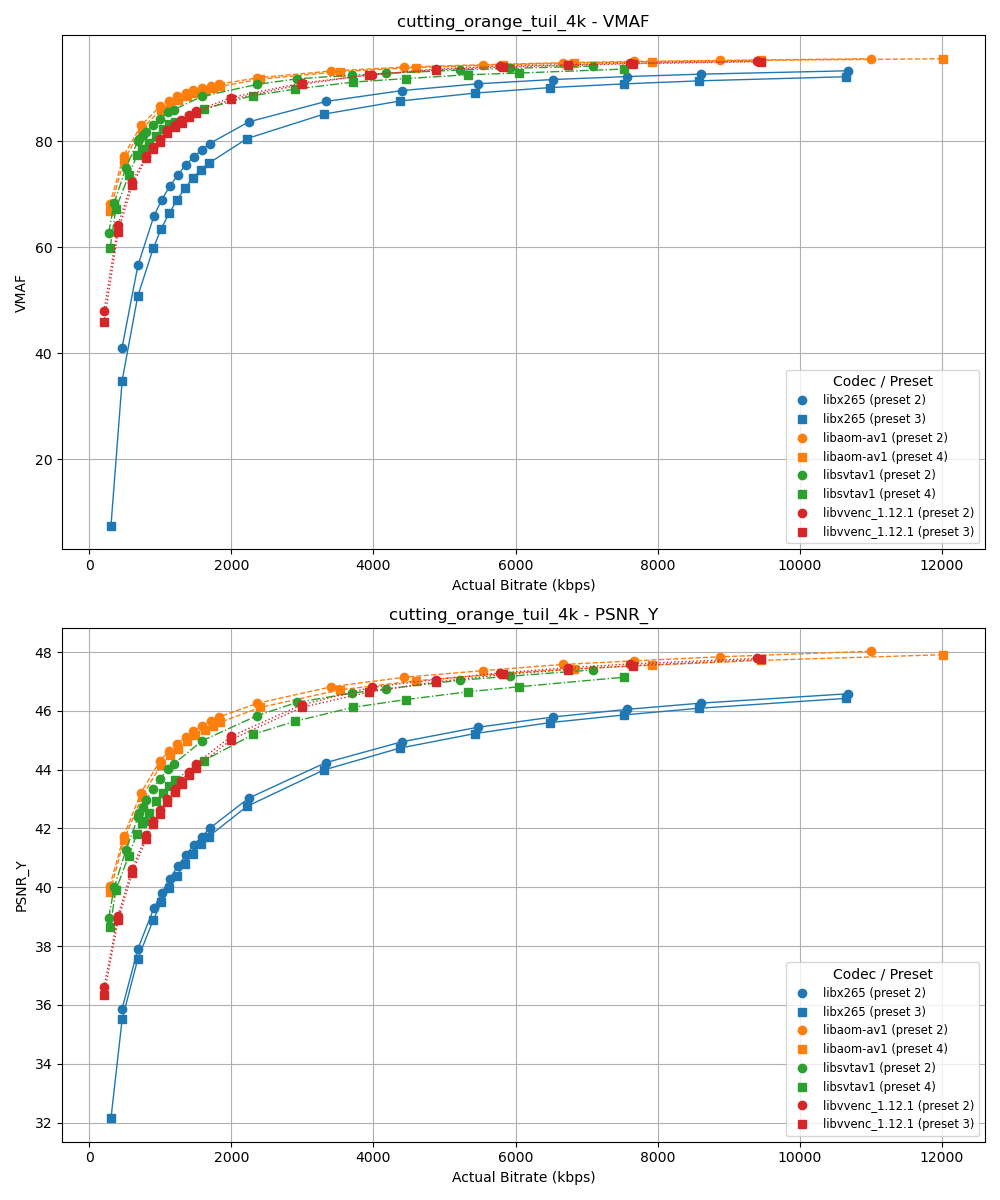 cutting_orange_tuil_4k - VMAF
80
60
40
20
VMAF
Codec / Preset
libx265 (preset 2)
libx265 (preset 3)
libaom-av1 (preset 2)
libaom-av1 (preset 4)
libsvtav1 (preset 2)
libsvtav1 (preset 4)
libvvenc_1.12.1 (preset 2)
libvvenc_1.12.1 (preset 3)
0 2000 4000 6000 8000 10000 12000
Actual Bitrate (kbps)
cutting_orange_tuil_4k - PSNR_Y
48
46
44
42
40
38
36
34
32
PSNR_Y
Codec / Preset
libx265 (preset 2)
libx265 (preset 3)
libaom-av1 (preset 2)
libaom-av1 (preset 4)
libsvtav1 (preset 2)
libsvtav1 (preset 4)
libvvenc_1.12.1 (preset 2)
libvvenc_1.12.1 (preset 3)
0 2000 4000 6000 8000 10000 12000
Actual Bitrate (kbps)